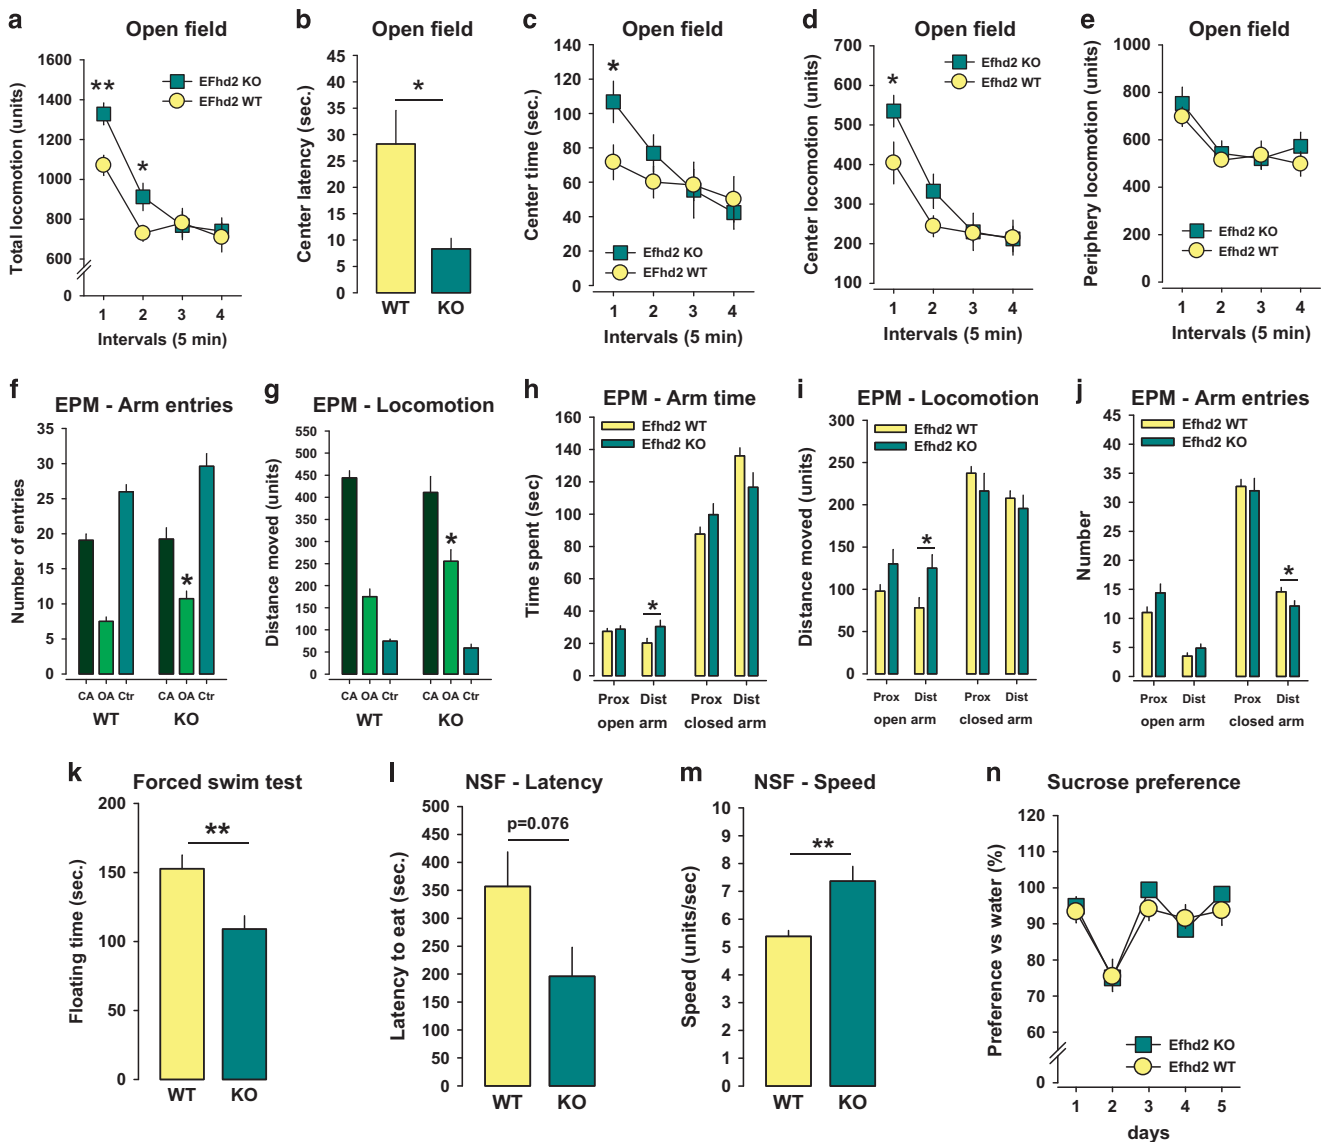 a Open field
Total locomotion (units)
1600
1400
1200
1000
800
600
0
**
*
EFhd2 KO
EFhd2 WT
1 2 3 4
Intervals (5 min)
b Open field
Center latency (sec.)
45
40
35
30
25
20
15
10
5
0
*
WT KO
c Open field
Center time (sec.)
140
120
100
80
60
40
20
0
*
Efhd2 KO
EFhd2 WT
1 2 3 4
Intervals (5 min)
d Open field
Center locomotion (units)
700
600
500
400
300
200
100
*
Efhd2 KO
Efhd2 WT
1 2 3 4
Intervals (5 min)
e Open field
Periphery locomotion (units)
1000
800
600
400
200
0
Efhd2 KO
Efhd2 WT
1 2 3 4
Intervals (5 min)
f EPM - Arm entries
Number of entries
35
30
25
20
15
10
5
0
*
CA OA Ctr CA OA Ctr
WT KO
g EPM - Locomotion
Distance moved (units)
550
500
450
400
350
300
250
200
150
100
50
0
*
CA OA Ctr CA OA Ctr
WT KO
h EPM - Arm time
Time spent (sec)
160
140
120
100
80
60
40
20
0
Efhd2 WT
Efhd2 KO
*
Prox Dist Prox Dist
open arm closed arm
i EPM - Locomotion
Distance moved (units)
300
250
200
150
100
50
0
Efhd2 WT
Efhd2 KO
*
Prox Dist Prox Dist
open arm closed arm
j EPM - Arm entries
Number
45
40
35
30
25
20
15
10
5
0
Efhd2 WT
Efhd2 KO
*
Prox Dist Prox Dist
open arm closed arm
k Forced swim test
Floating time (sec.)
200
150
100
50
0
**
WT KO
l NSF - Latency
Latency to eat (sec.)
500
450
400
350
300
250
200
150
100
50
0
p=0.076
WT KO
m NSF - Speed
Speed (units/sec)
10
9
8
7
6
5
4
3
2
1
0
**
WT KO
n Sucrose preference
Preference vs water (%)
120
110
100
90
80
70
60
0
Efhd2 KO
Efhd2 WT
1 2 3 4 5
days